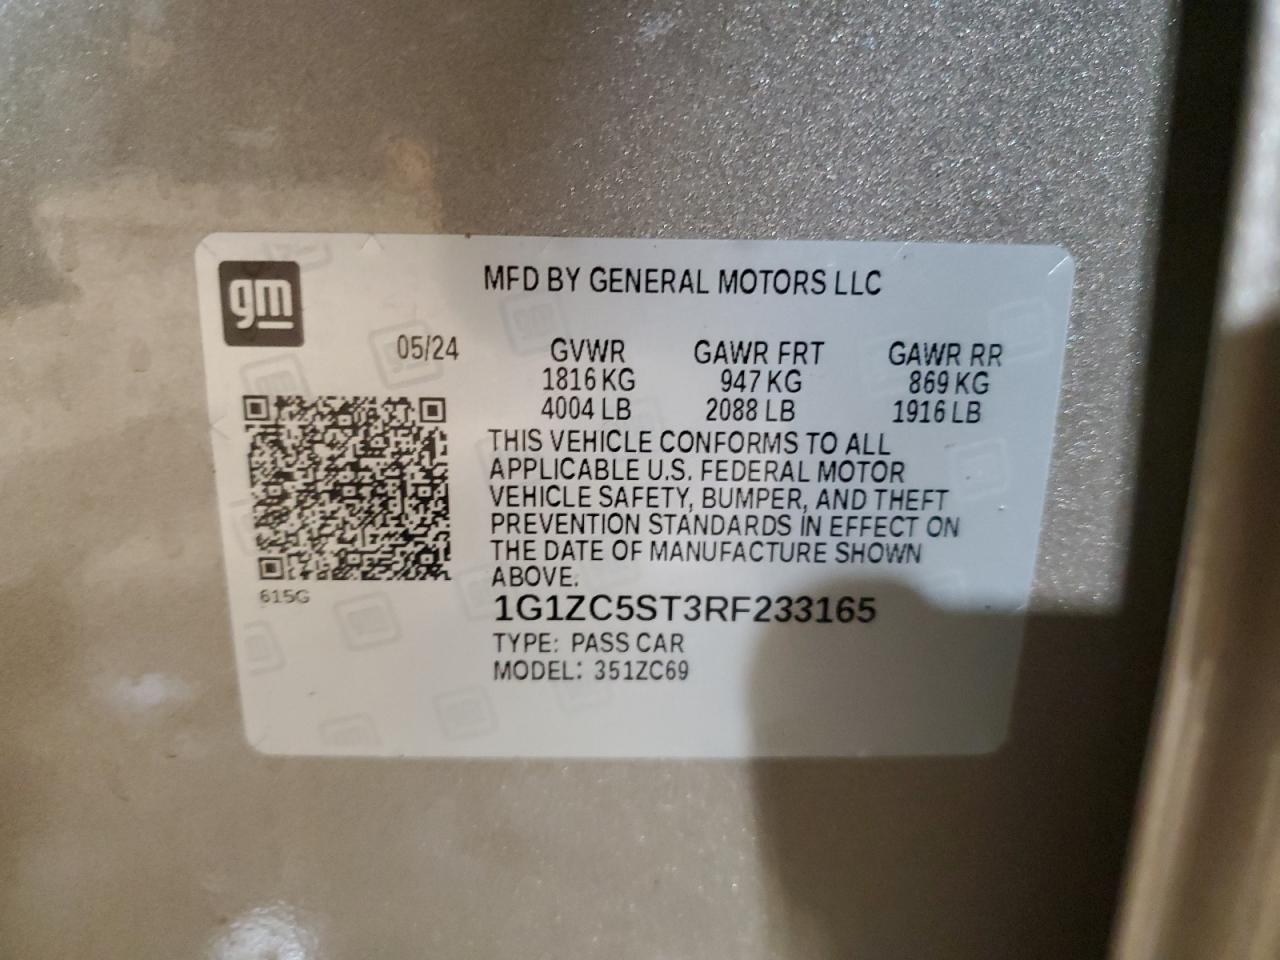 gm
MFD BY GENERAL MOTORS LLC
05/24
GVWR GAWR FRT GAWR RR
1816 KG 947 KG 869 KG
4004 LB 2088 LB 1916 LB
THIS VEHICLE CONFORMS TO ALL
APPLICABLE U.S. FEDERAL MOTOR
VEHICLE SAFETY, BUMPER, AND THEFT
PREVENTION STANDARDS IN EFFECT ON
THE DATE OF MANUFACTURE SHOWN
ABOVE.
615G
1G1ZC5ST3RF233165
TYPE: PASS CAR
MODEL: 351ZC69